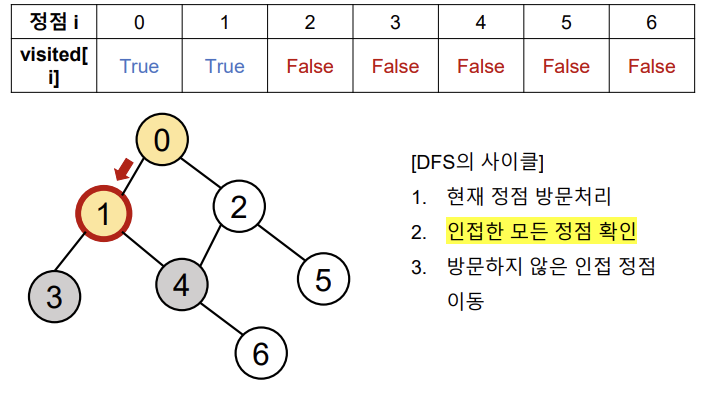 정점 i 0 1 2 3 4 5 6
visited[
i] True True False False False False False
0
1
2
3
4
5
6
[DFS의 사이클]
1. 현재 정점 방문처리
2. 인접한 모든 정점 확인
3. 방문하지 않은 인접 정점
이동